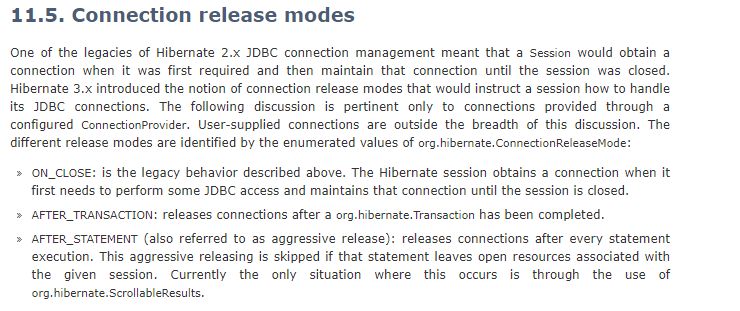 11.5. Connection release modes
One of the legacies of Hibernate 2.x JDBC connection management meant that a Session would obtain a
connection when it was first required and then maintain that connection until the session was closed.
Hibernate 3.x introduced the notion of connection release modes that would instruct a session how to handle
its JDBC connections. The following discussion is pertinent only to connections provided through a
configured ConnectionProvider. User-supplied connections are outside the breadth of this discussion. The
different release modes are identified by the enumerated values of org.hibernate.ConnectionReleaseMode:
» ON_CLOSE: is the legacy behavior described above. The Hibernate session obtains a connection when it
first needs to perform some JDBC access and maintains that connection until the session is closed.
» AFTER_TRANSACTION: releases connections after a org.hibernate.Transaction has been completed.
» AFTER_STATEMENT (also referred to as aggressive release): releases connections after every statement
execution. This aggressive releasing is skipped if that statement leaves open resources associated with
the given session. Currently the only situation where this occurs is through the use of
org.hibernate.ScrollableResults.